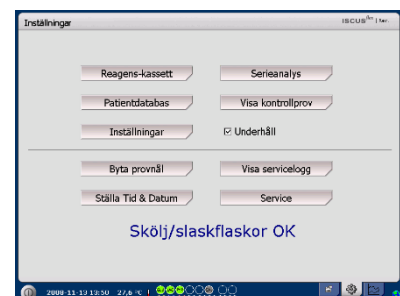 Inställningar
ISCUS
Reagens-kassett
Serieanalys
Patientdatabas
Visa kontrollprov
Inställningar
Underhåll
Byta provnål
Visa servicelogg
Ställa Tid & Datum
Service
Skölj/slaskflaskor OK
2008-11-13 13:50 27,6 °C